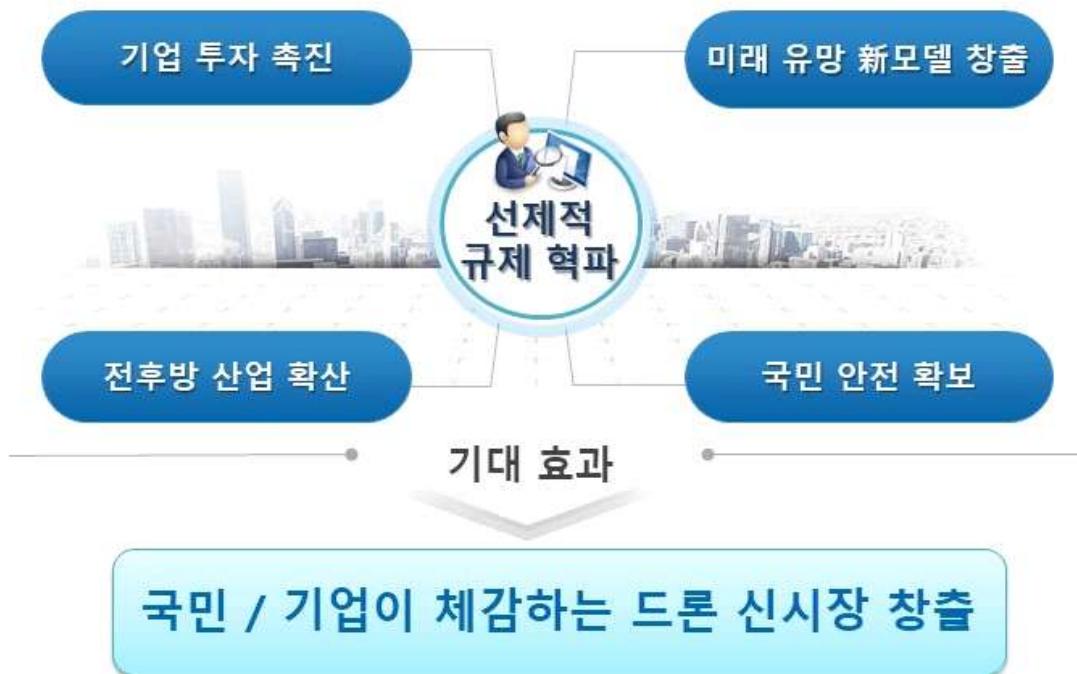 기업 투자 촉진
미래 유망 新모델 창출
선제적
규제 혁파
전후방 산업 확산
국민 안전 확보
기대 효과
국민 / 기업이 체감하는 드론 신시장 창출